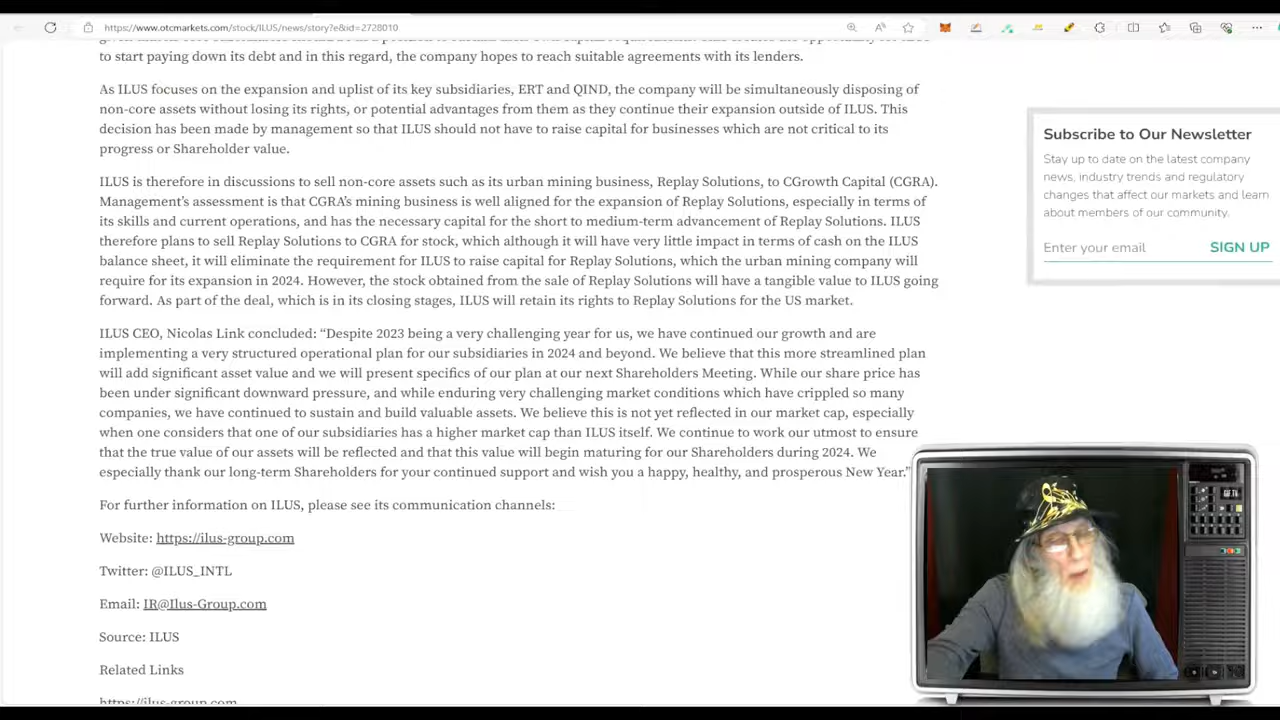 https://www.otcmarkets.com/stock/ILUS/news/story?e&id=2728010
to start paying down its debt and in this regard, the company hopes to reach suitable agreements with its lenders.
As ILUS focuses on the expansion and uplist of its key subsidiaries, ERT and QIND, the company will be simultaneously disposing of
non-core assets without losing its rights, or potential advantages from them as they continue their expansion outside of ILUS. This
decision has been made by management so that ILUS should not have to raise capital for businesses which are not critical to its
progress or Shareholder value.
ILUS is therefore in discussions to sell non-core assets such as its urban mining business, Replay Solutions, to CGrowth Capital (CGRA).
Management’s assessment is that CGRA’s mining business is well aligned for the expansion of Replay Solutions, especially in terms of
its skills and current operations, and has the necessary capital for the short to medium-term advancement of Replay Solutions. ILUS
therefore plans to sell Replay Solutions to CGRA for stock, which although it will have very little impact in terms of cash on the ILUS
balance sheet, it will eliminate the requirement for ILUS to raise capital for Replay Solutions, which the urban mining company will
require for its expansion in 2024. However, the stock obtained from the sale of Replay Solutions will have a tangible value to ILUS going
forward. As part of the deal, which is in its closing stages, ILUS will retain its rights to Replay Solutions for the US market.
ILUS CEO, Nicolas Link concluded: “Despite 2023 being a very challenging year for us, we have continued our growth and are
implementing a very structured operational plan for our subsidiaries in 2024 and beyond. We believe that this more streamlined plan
will add significant asset value and we will present specifics of our plan at our next Shareholders Meeting. While our share price has
been under significant downward pressure, and while enduring very challenging market conditions which have crippled so many
companies, we have continued to sustain and build valuable assets. We believe this is not yet reflected in our market cap, especially
when one considers that one of our subsidiaries has a higher market cap than ILUS itself. We continue to work our utmost to ensure
that the true value of our assets will be reflected and that this value will begin maturing for our Shareholders during 2024. We
especially thank our long-term Shareholders for your continued support and wish you a happy, healthy, and prosperous New Year.”
For further information on ILUS, please see its communication channels:
Website: https://ilus-group.com
Twitter: @ILUS_INTL
Email: IR@Ilus-Group.com
Source: ILUS
Related Links
https://ilus-group.com
Subscribe to Our Newsletter
Stay up to date on the latest company
news, industry trends and regulatory
changes that affect our markets and learn
about members of our community.
Enter your email SIGN UP